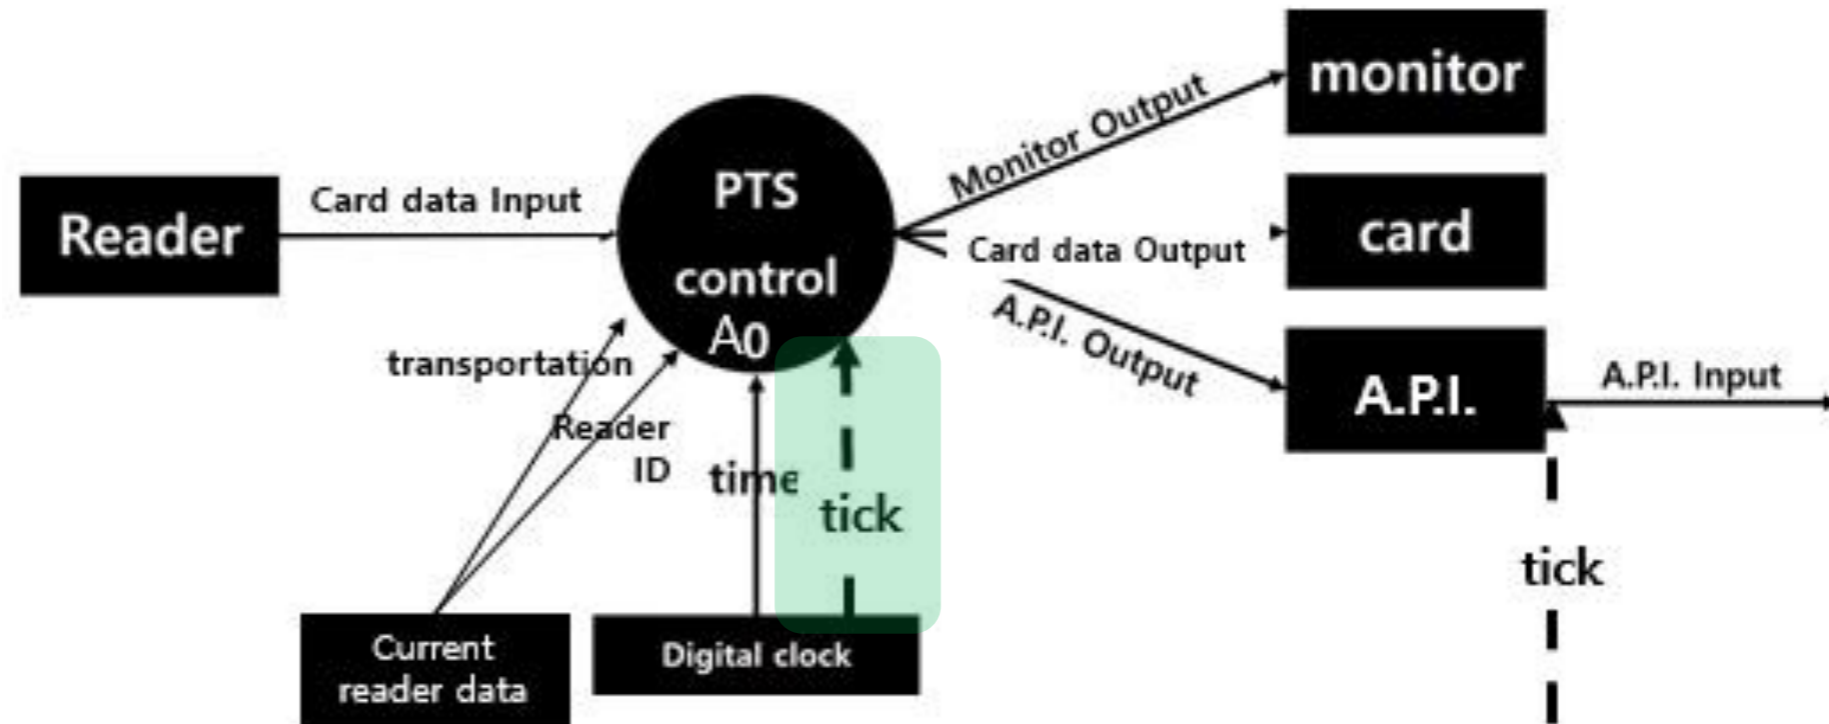 monitor
Monitor Output
PTS
control
A0
Reader
Card data Input
Card data Output
card
transportation
A.P.I. Output
A.P.I.
A.P.I. Input
Reader
ID
time
tick
tick
Current
reader data
Digital clock